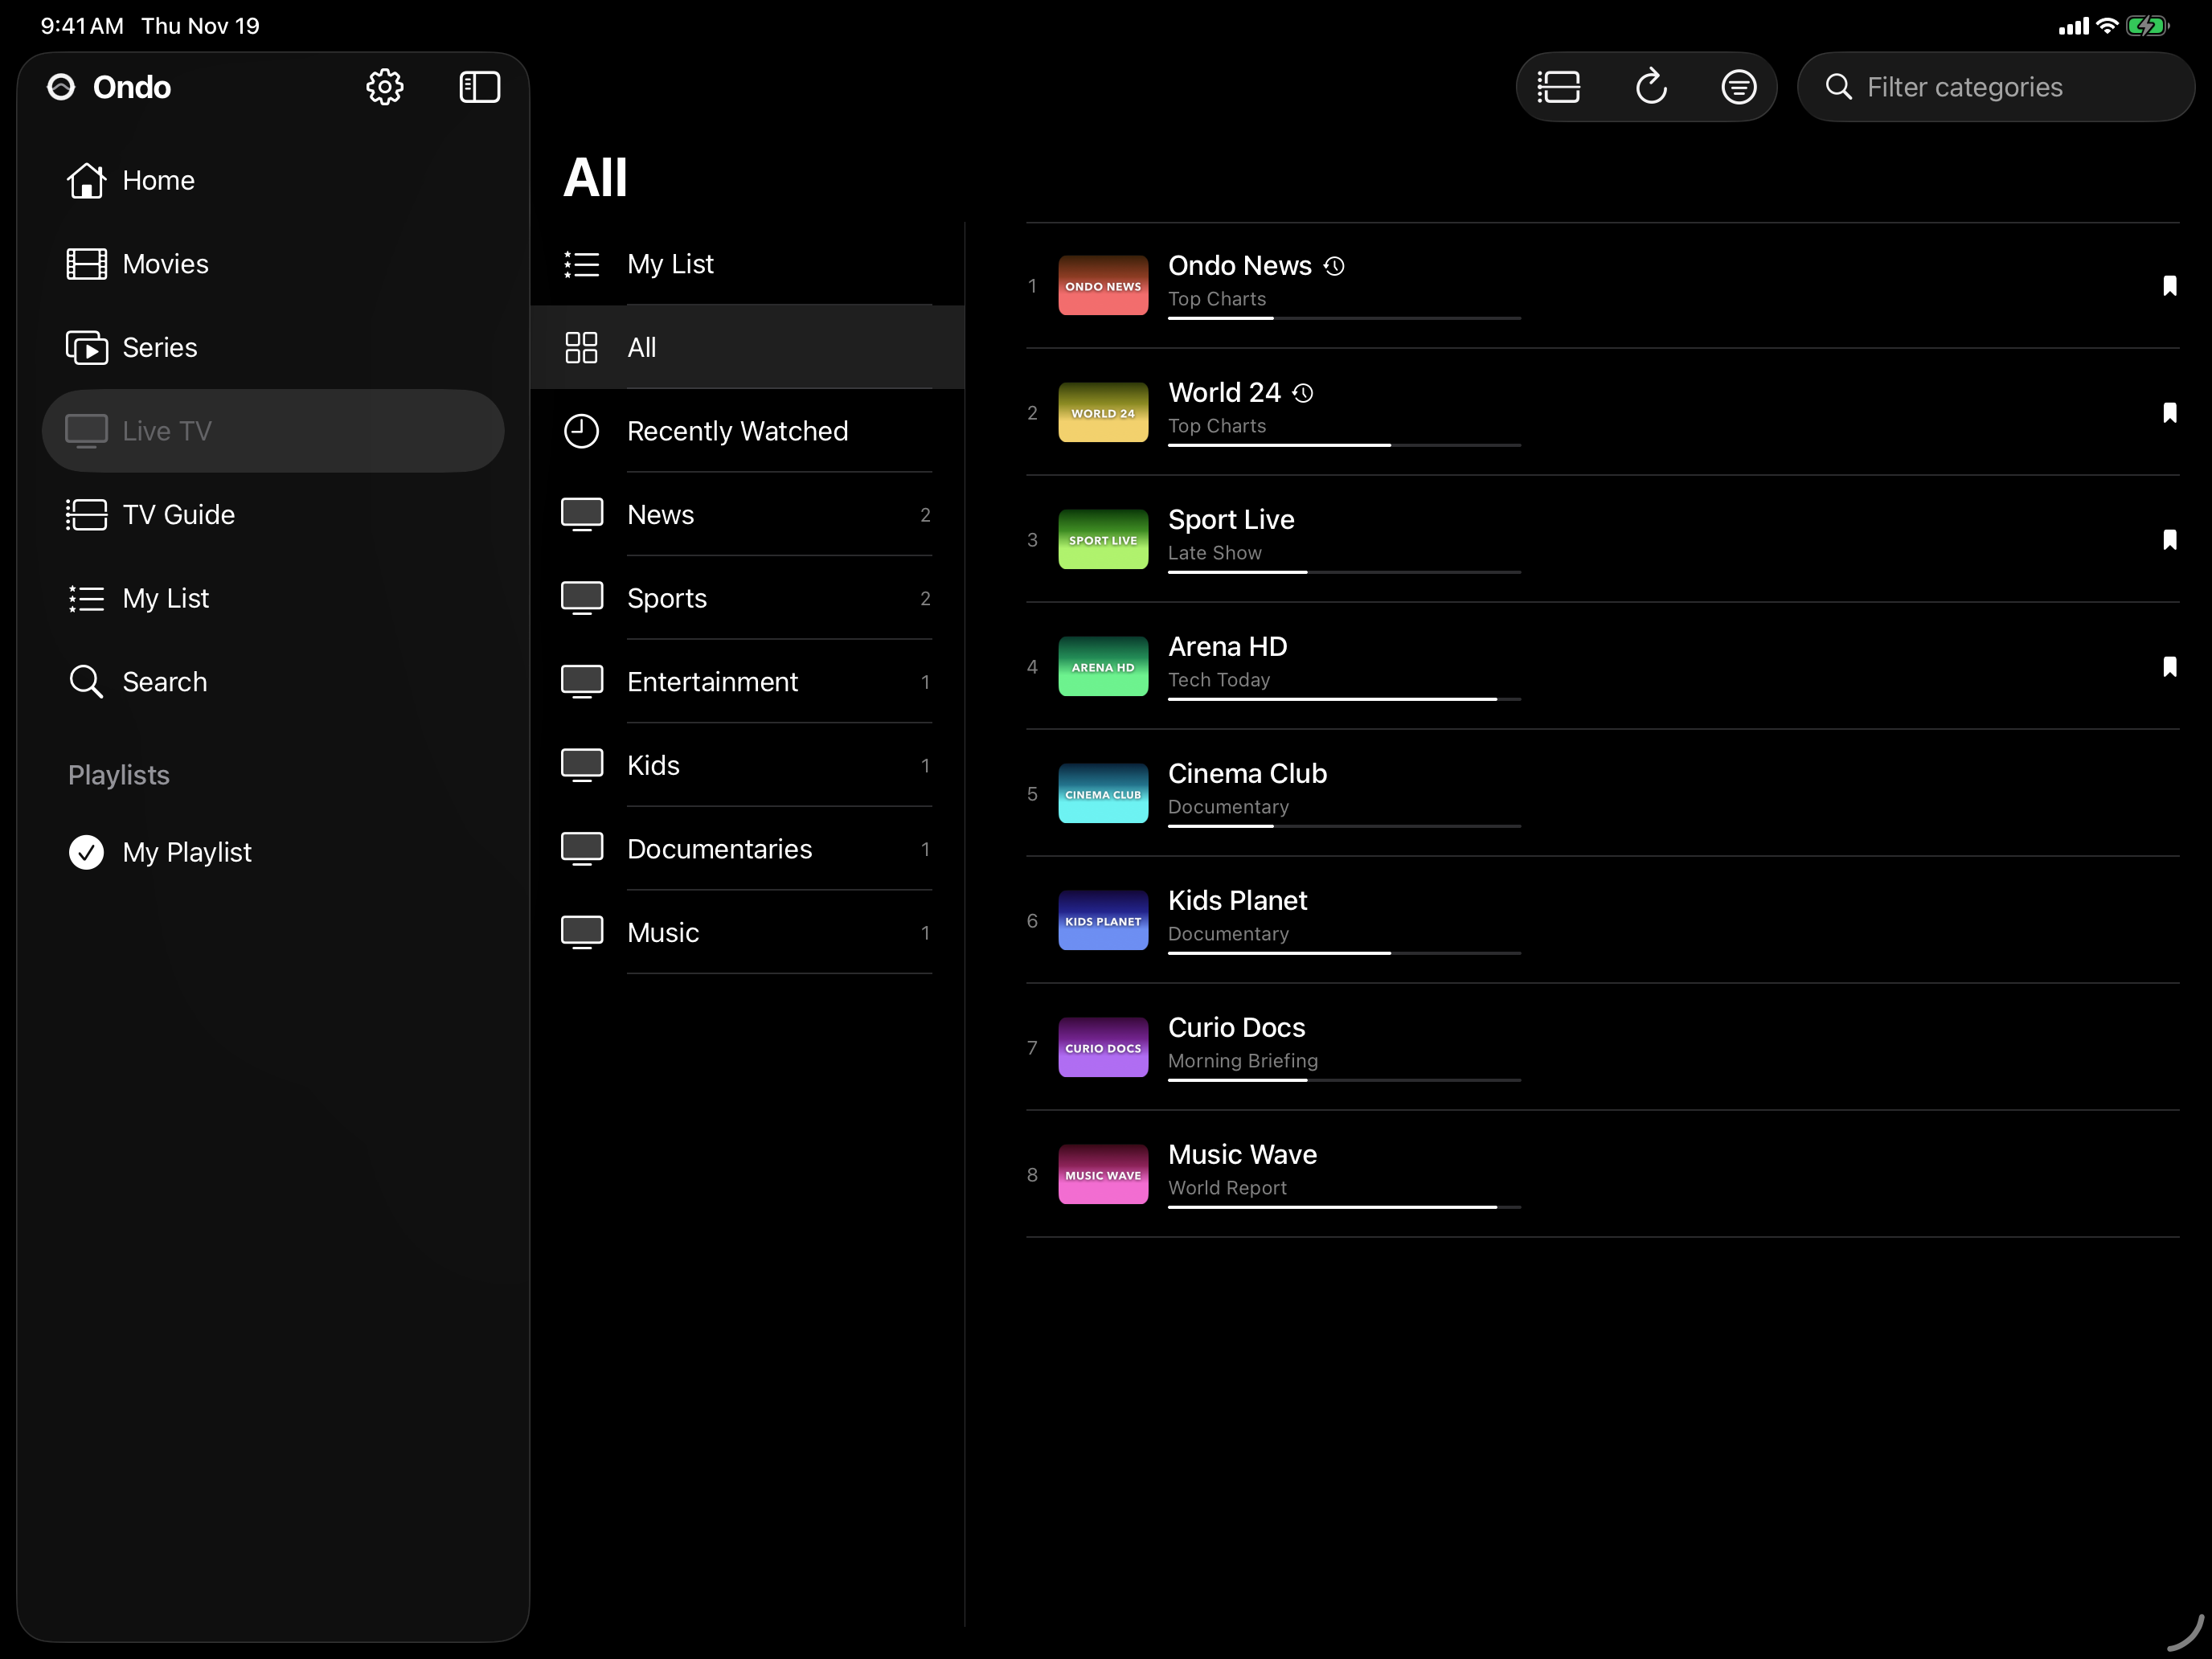 9:41 AM Thu Nov 19
Ondo
Filter categories
Home
Movies
Series
Live TV
TV Guide
My List
Search
Playlists
My Playlist
All
My List
All
Recently Watched
News 2
Sports 2
Entertainment 1
Kids 1
Documentaries 1
Music 1
1 ONDO NEWS Ondo News
Top Charts
2 WORLD 24 World 24
Top Charts
3 SPORT LIVE Sport Live
Late Show
4 ARENA HD Arena HD
Tech Today
5 CINEMA CLUB Cinema Club
Documentary
6 KIDS PLANET Kids Planet
Documentary
7 CURIO DOCS Curio Docs
Morning Briefing
8 MUSIC WAVE Music Wave
World Report